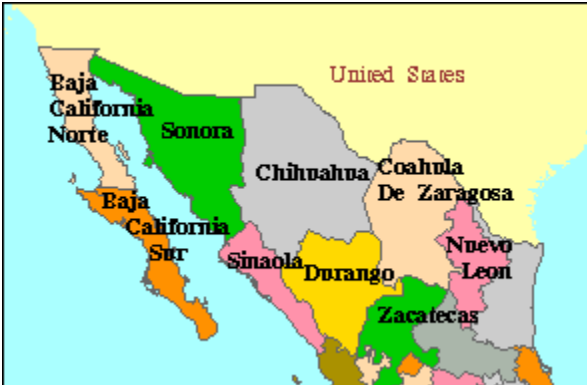 United States
Baja
California
Norte
Sonora
Chihuahua
Coahula
De Zaragosa
Baja
California
Sur
Sinaola
Durango
Nuevo
Leon
Zacatecas